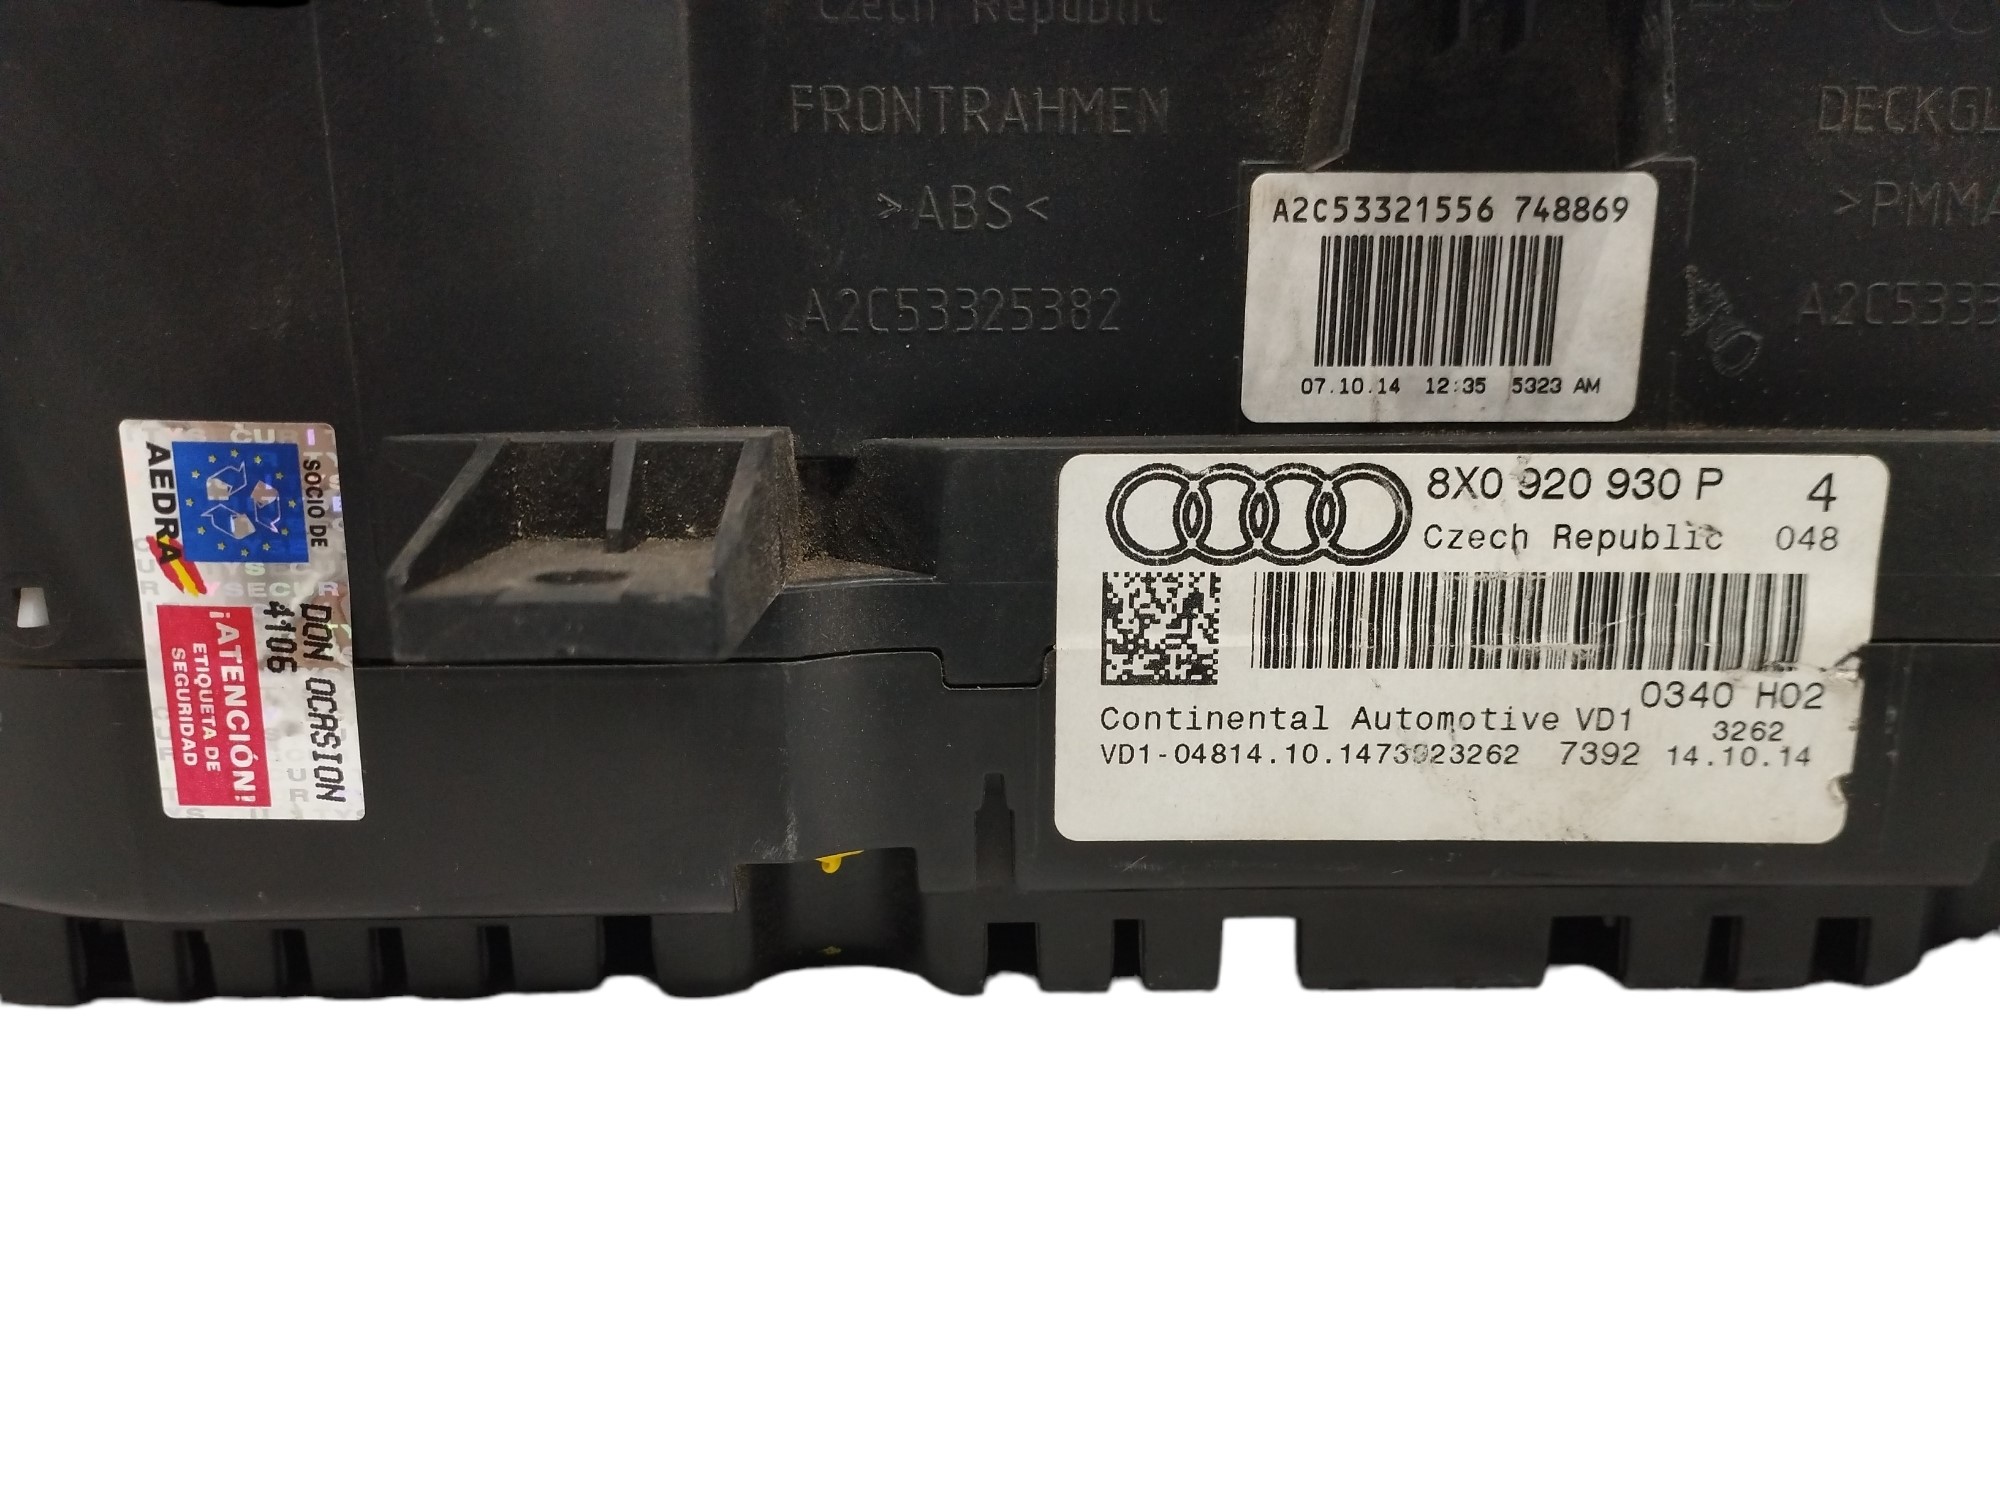 Czech Republic
FRONTRAHMEN
>ABS<
A2C53325382
>PMMA
A2C53321556 748869
07.10.14 12:35 5323 AM
8X0 920 930 P 4
Czech Republic 048
0340 H02
Continental Automotive VD1 3262
VD1-04814.10.1473923262 7392 14.10.14
SOCIO DE
AEDRA
DON OCASION
4106
¡ATENCIÓN!
ETIQUETA DE
SEGURIDAD